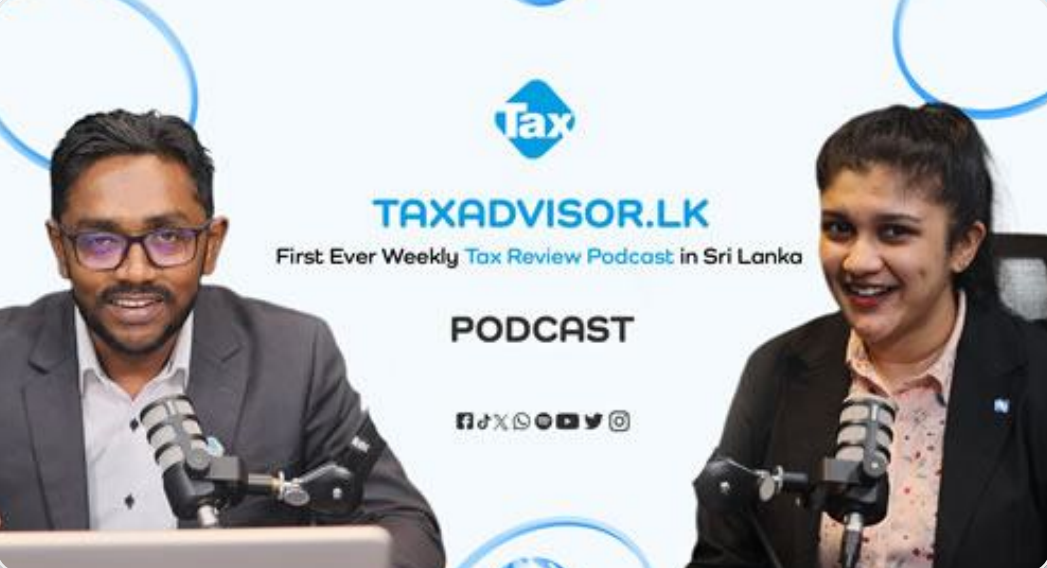 Tax
TAXADVISOR.LK
First Ever Weekly Tax Review Podcast in Sri Lanka
PODCAST